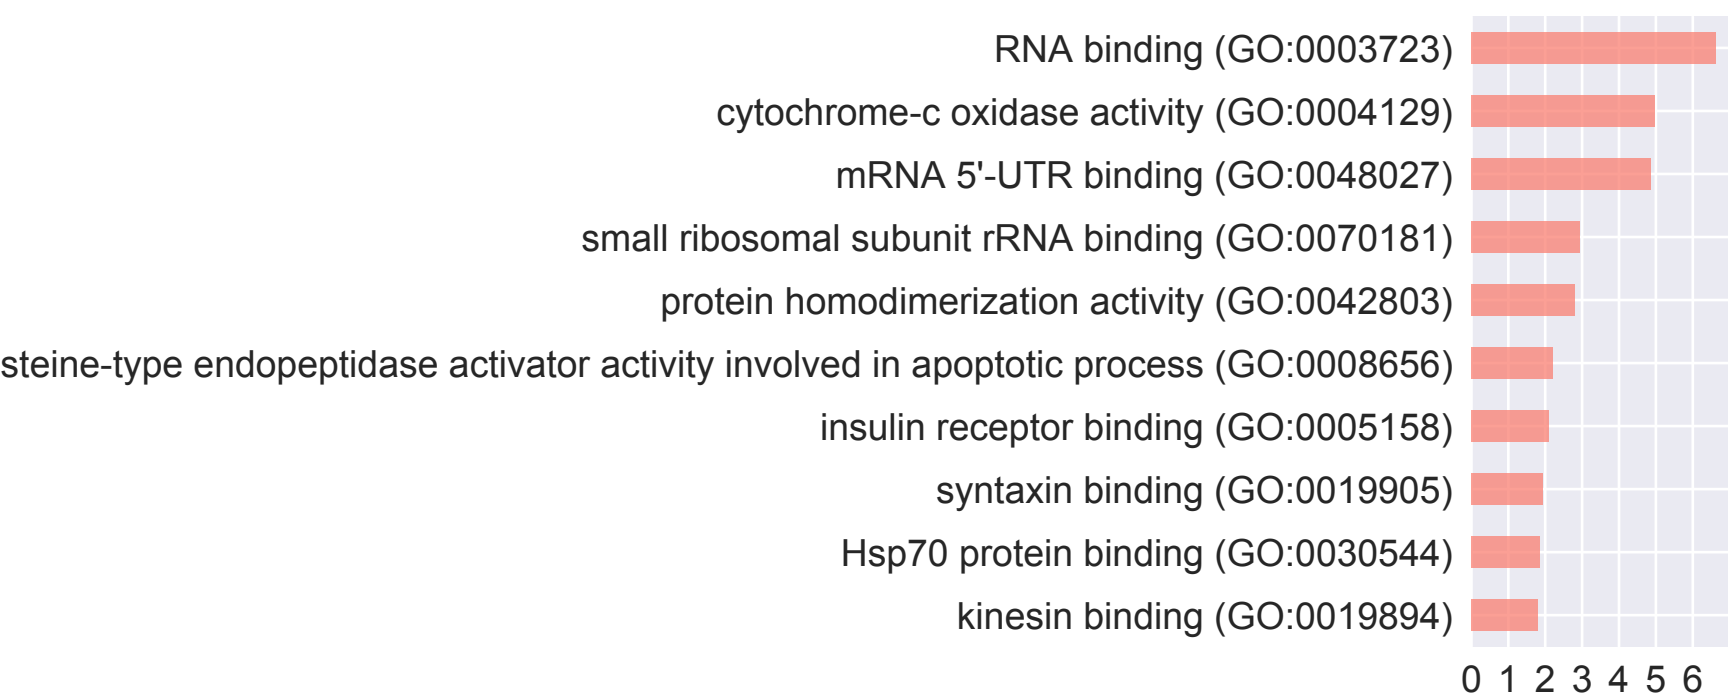 RNA binding (GO:0003723)
cytochrome-c oxidase activity (GO:0004129)
mRNA 5'-UTR binding (GO:0048027)
small ribosomal subunit rRNA binding (GO:0070181)
protein homodimerization activity (GO:0042803)
steine-type endopeptidase activator activity involved in apoptotic process (GO:0008656)
insulin receptor binding (GO:0005158)
syntaxin binding (GO:0019905)
Hsp70 protein binding (GO:0030544)
kinesin binding (GO:0019894)
0 1 2 3 4 5 6